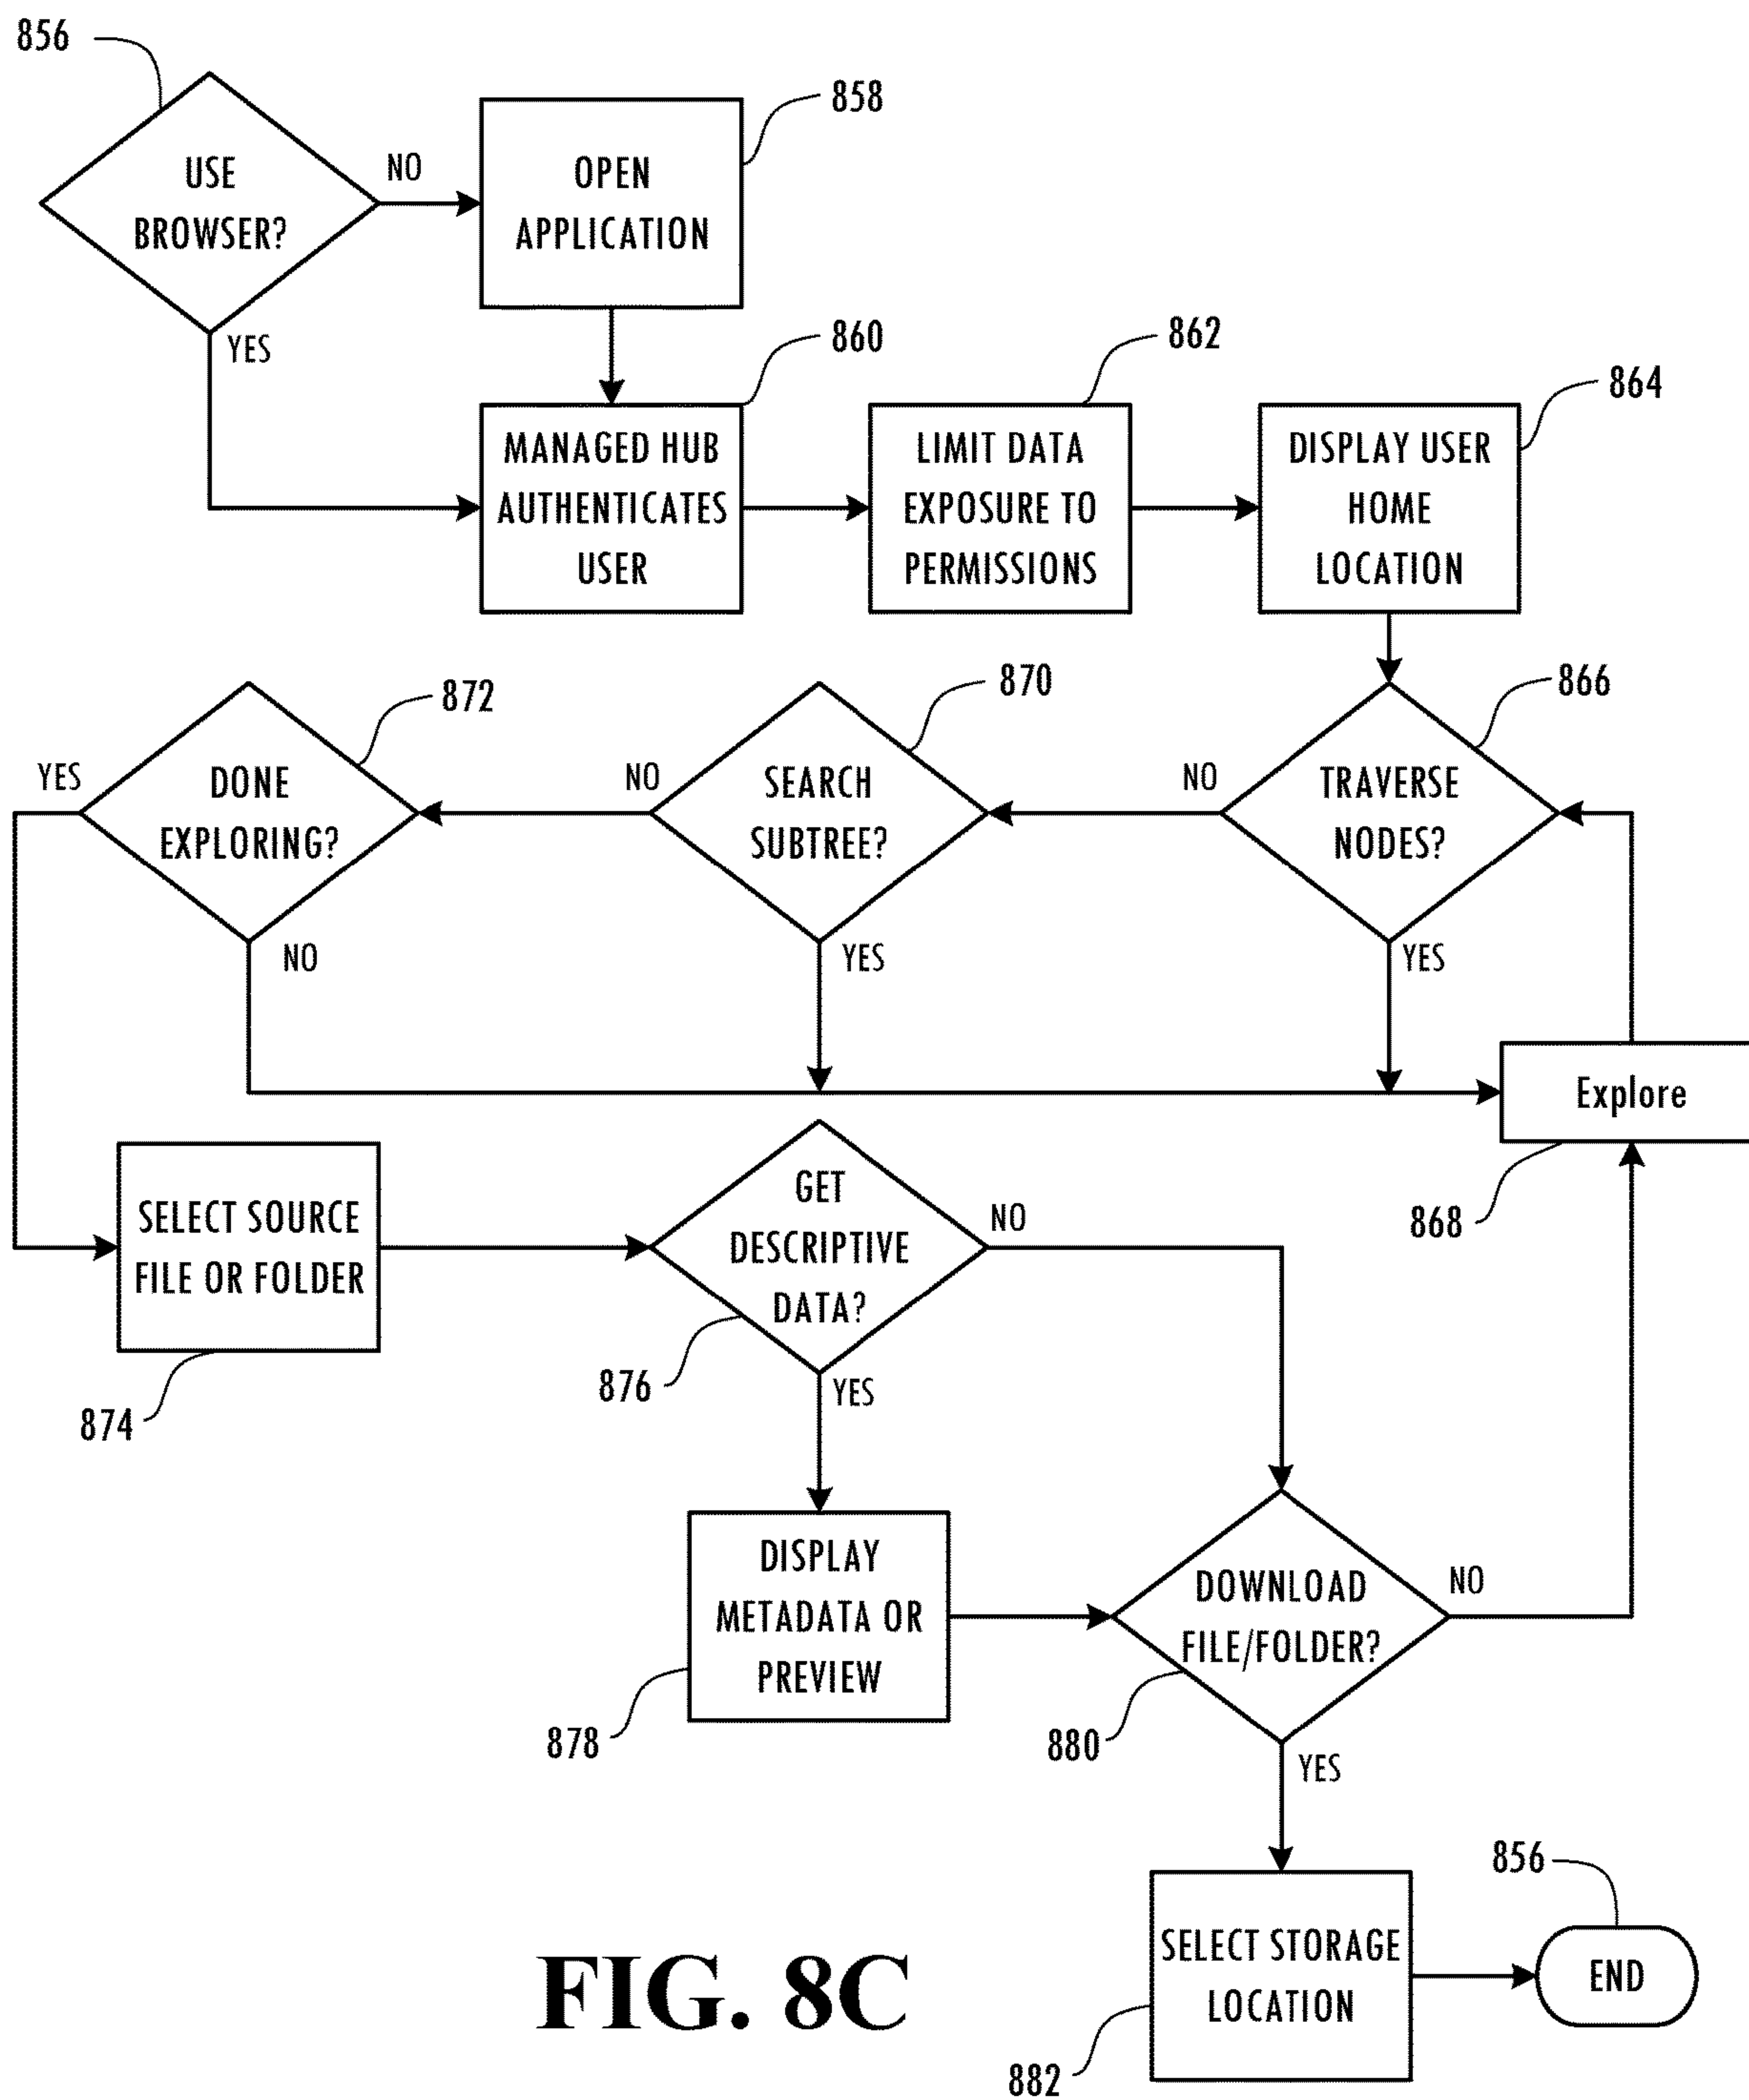 856
USE
BROWSER?
NO
OPEN
APPLICATION
858
YES
860
MANAGED HUB
AUTHENTICATES
USER
862
LIMIT DATA
EXPOSURE TO
PERMISSIONS
864
DISPLAY USER
HOME
LOCATION
866
TRAVERSE
NODES?
NO
YES
870
SEARCH
SUBTREE?
NO
YES
872
DONE
EXPLORING?
YES
NO
Explore
868
SELECT SOURCE
FILE OR FOLDER
874
GET
DESCRIPTIVE
DATA?
NO
876
YES
DISPLAY
METADATA OR
PREVIEW
878
DOWNLOAD
FILE/FOLDER?
NO
880
YES
SELECT STORAGE
LOCATION
882
856
END
FIG. 8C